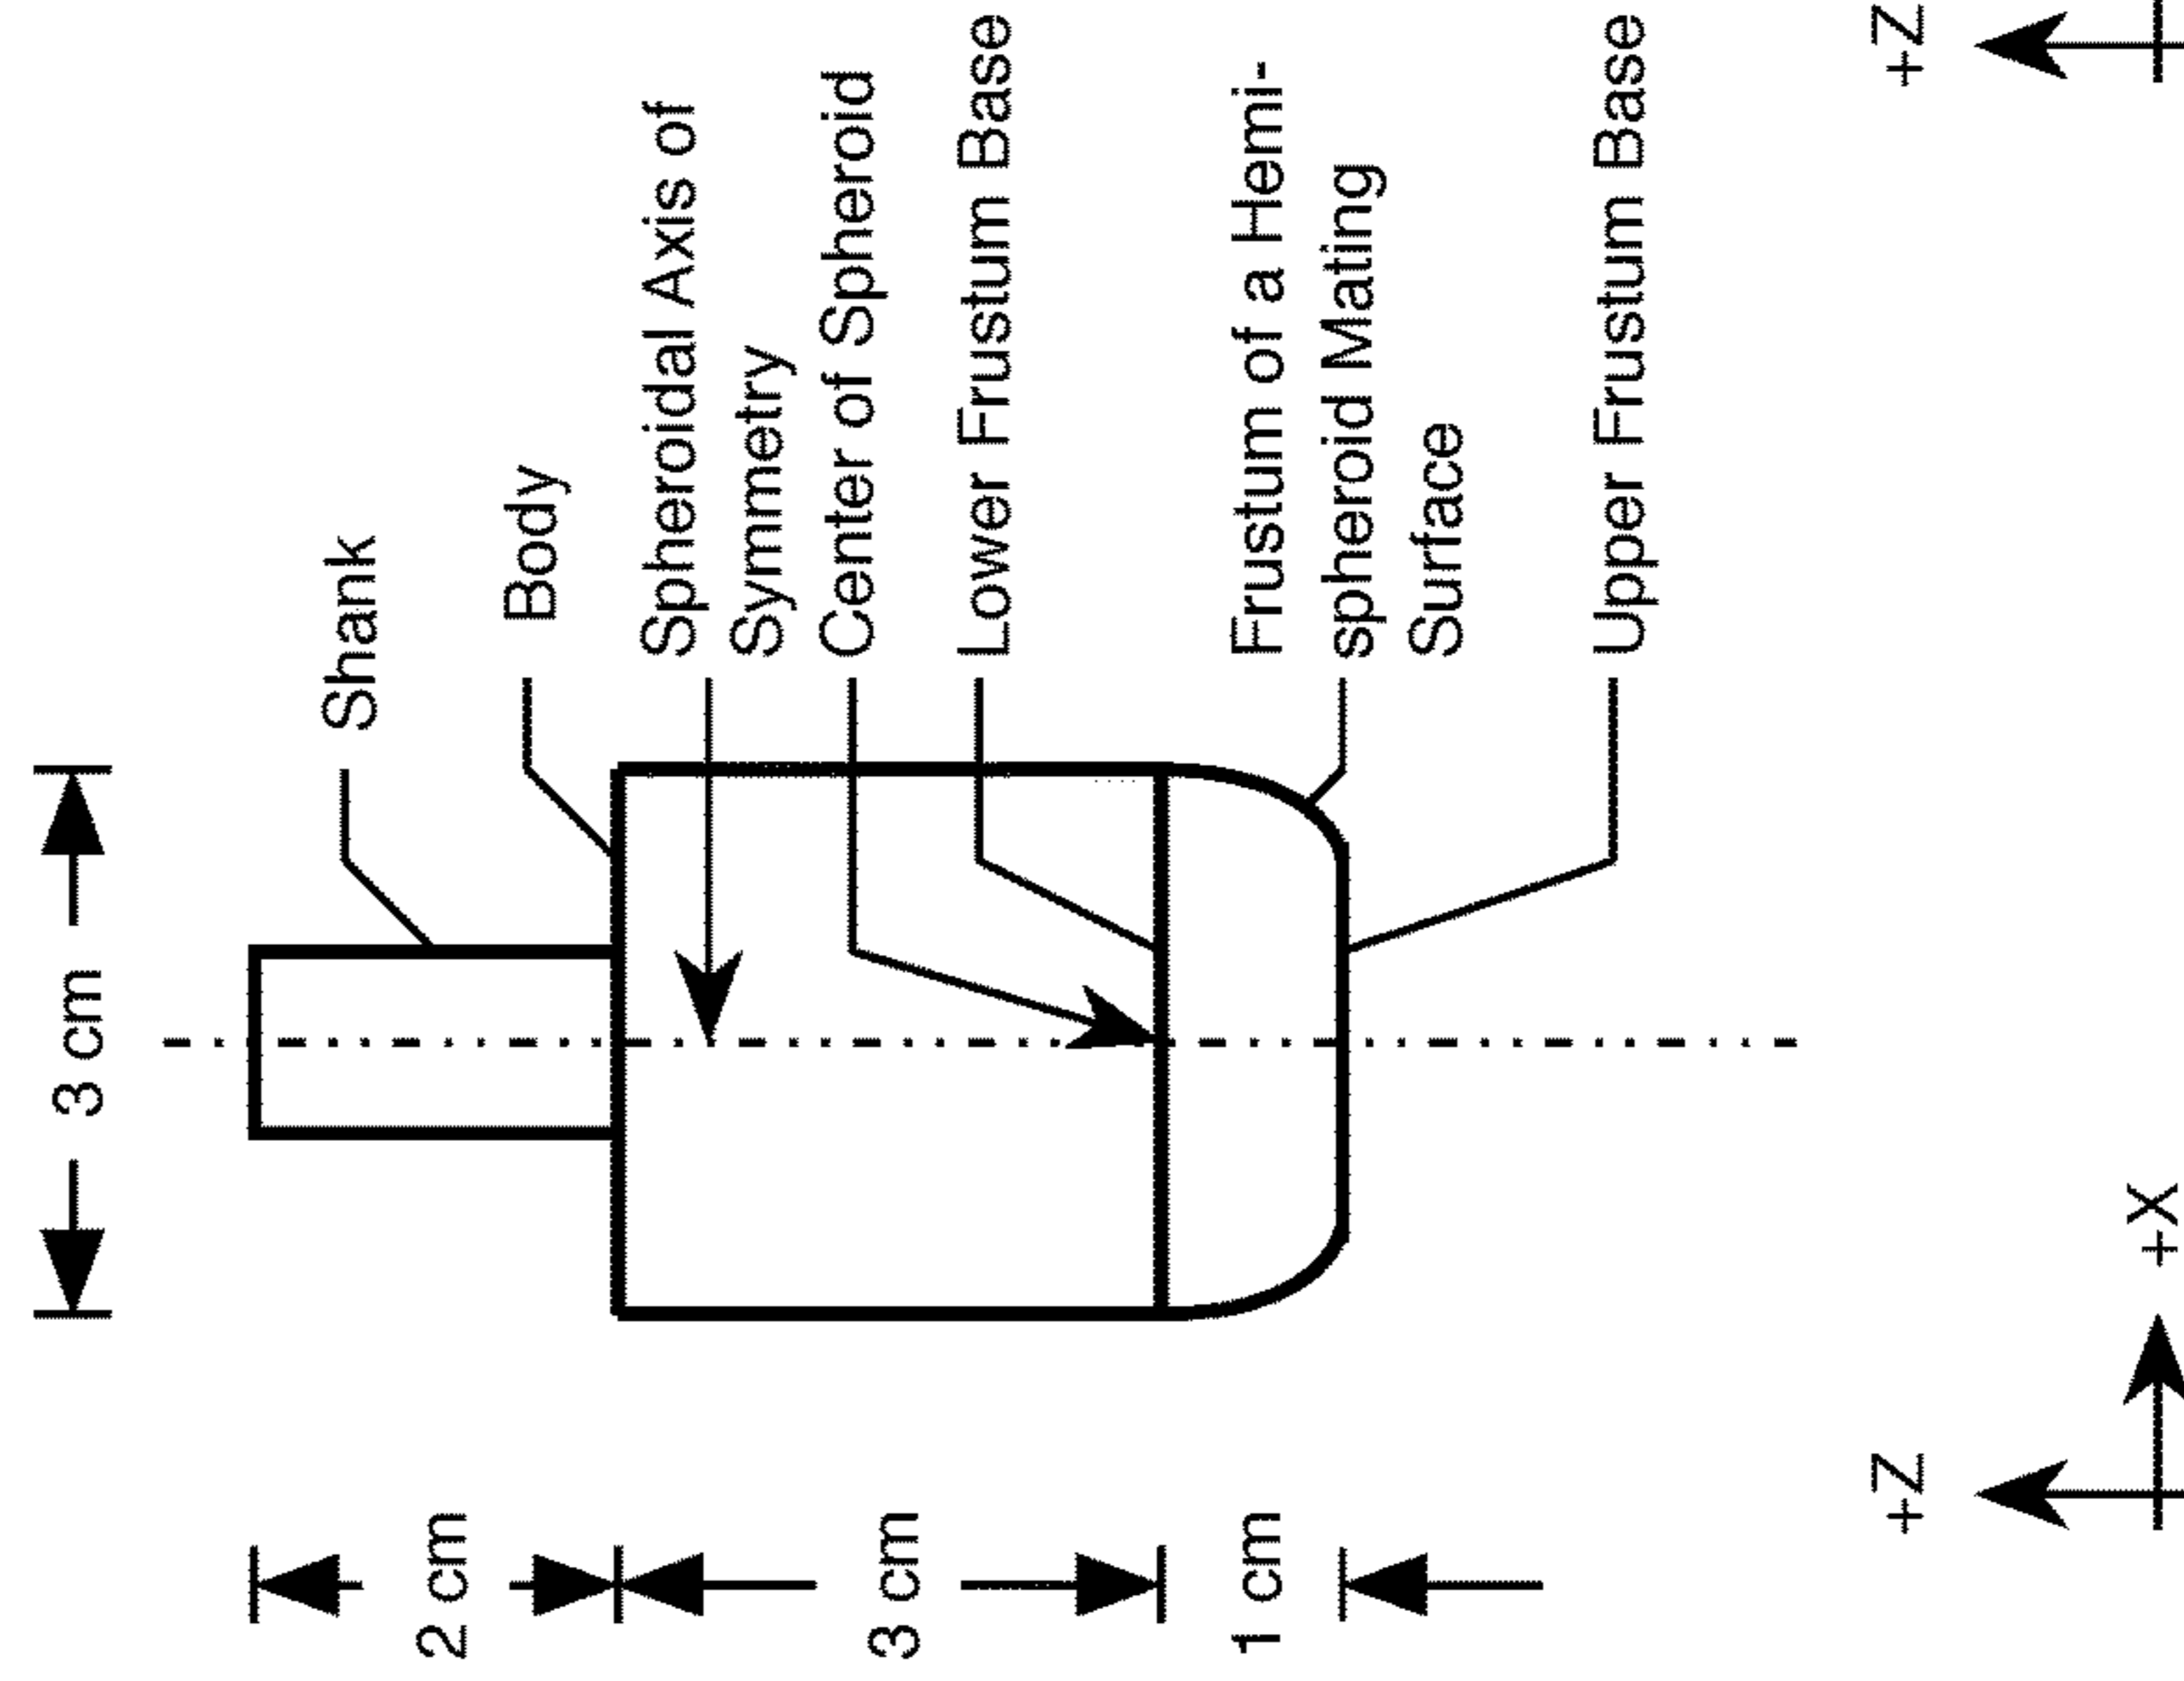 3 cm
Shank
Body
Spheroidal Axis of
Symmetry
Center of Spheroid
Lower Frustum Base
Frustum of a Hemi-
spheroid Mating
Surface
Upper Frustum Base
2 cm
3 cm
1 cm
+Z
+X
+Z